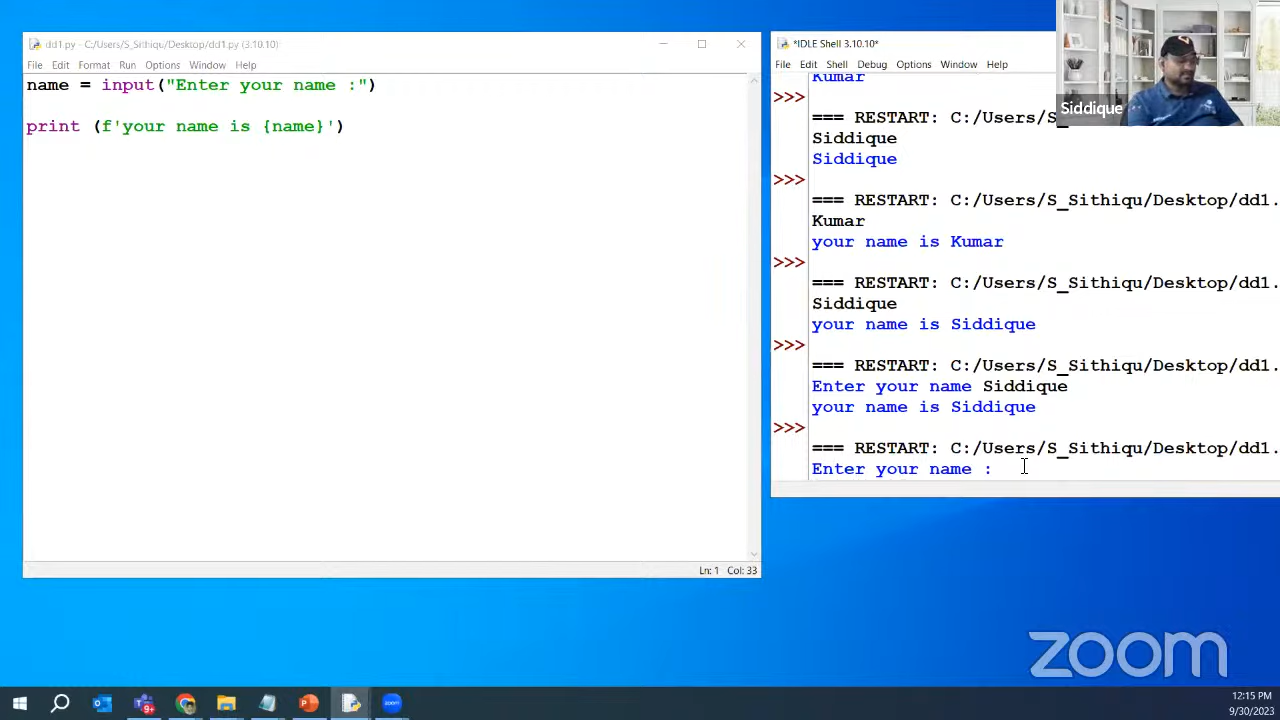 dd1.py - C:/Users/S_Sithiqu/Desktop/dd1.py (3.10.10)
File Edit Format Run Options Window Help
name = input("Enter your name :")
print (f'your name is {name}')
Ln: 1 Col: 33
*IDLE Shell 3.10.10*
File Edit Shell Debug Options Window Help
Kumar
>>>
=== RESTART: C:/Users/S_
Siddique
Siddique
>>>
=== RESTART: C:/Users/S_Sithiqu/Desktop/dd1.
Kumar
your name is Kumar
>>>
=== RESTART: C:/Users/S_Sithiqu/Desktop/dd1.
Siddique
your name is Siddique
>>>
=== RESTART: C:/Users/S_Sithiqu/Desktop/dd1.
Enter your name Siddique
your name is Siddique
>>>
=== RESTART: C:/Users/S_Sithiqu/Desktop/dd1.
Enter your name :
Siddique
zoom
12:15 PM
9/30/2023